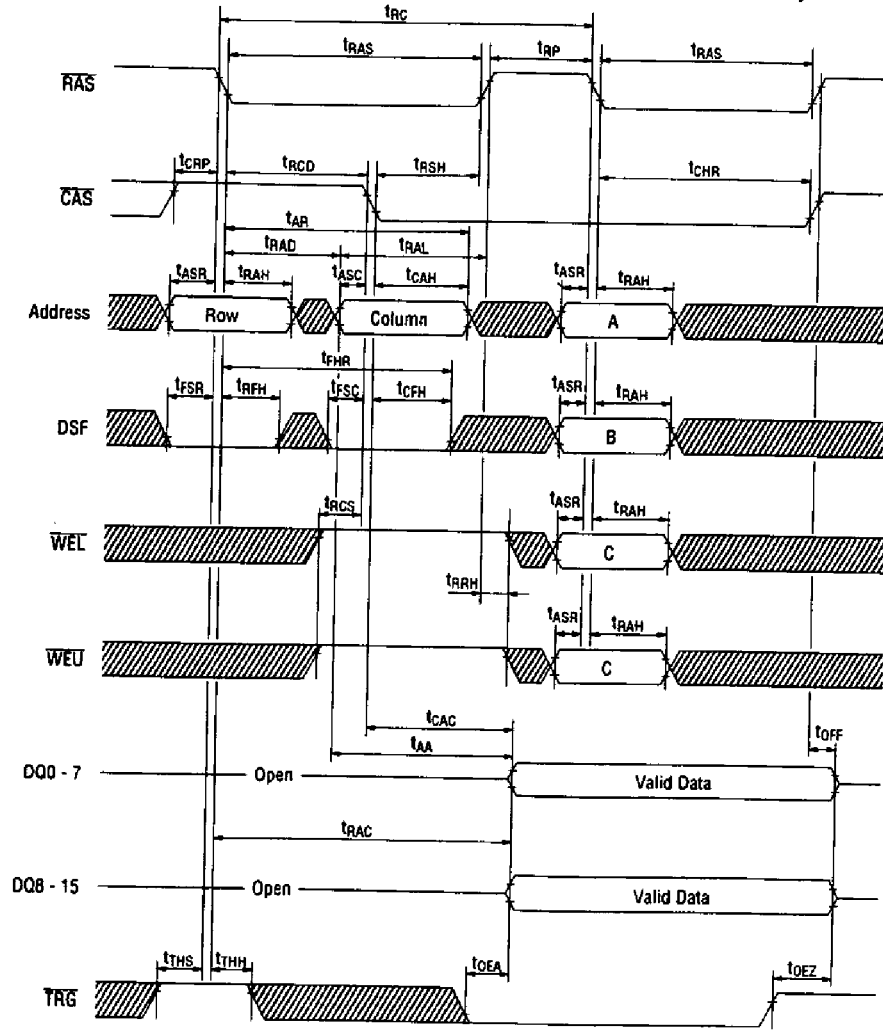 tRC
tRAS tRP tRAS
RAS
tCRP tRCD tRSH tCHR
CAS
tAR
tRAD tRAL
tASR tRAH tASC tCAH tASR tRAH
Address Row Column A
tFHR
tFSR tRFH tFSC tCFH tASR tRAH
DSF B
tRCS tASR tRAH
WEL C
tRRH
tASR tRAH
WEU C
tCAC
tAA tOFF
DQ0 - 7 Open Valid Data
tRAC
DQ8 - 15 Open Valid Data
tTHS tTHH tOEA tOEZ
TRG